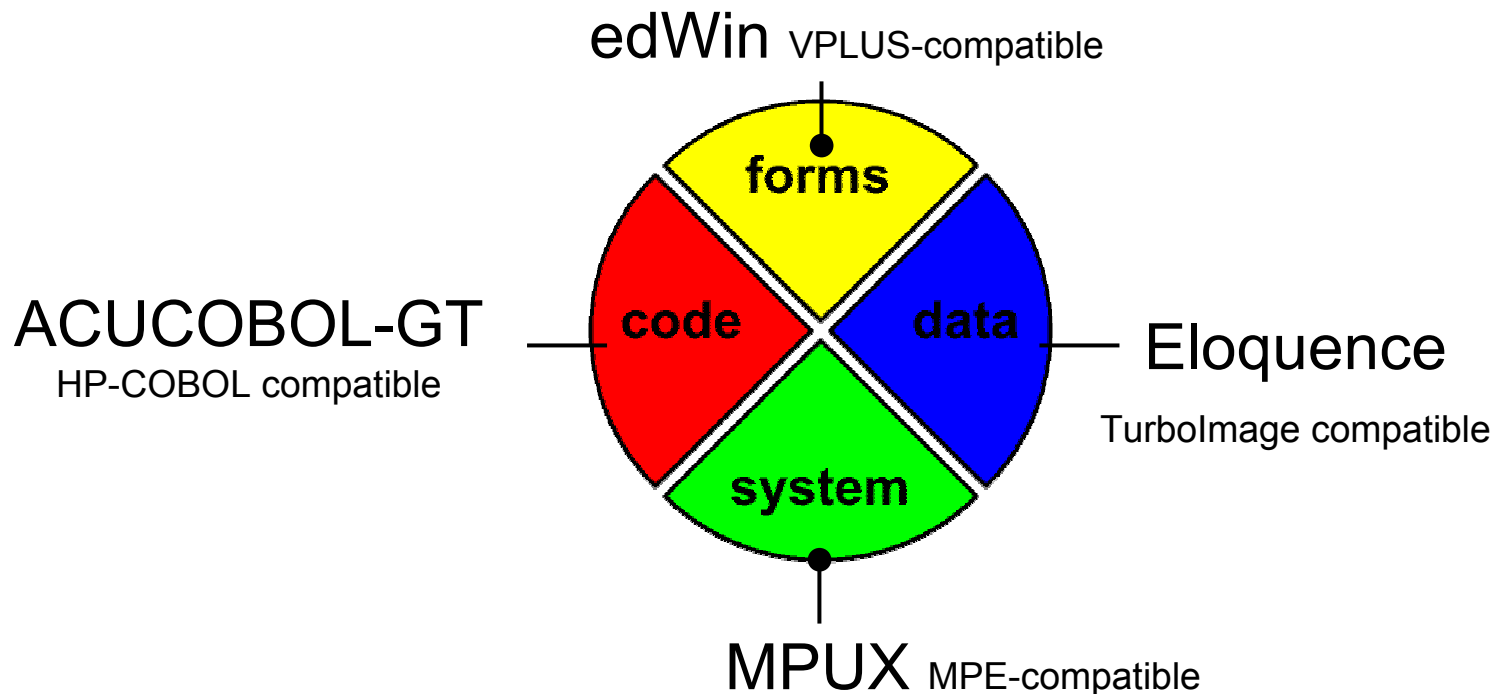 edWin VPLUS-compatible
forms
ACUCOBOL-GT
HP-COBOL compatible
code
data
Eloquence
TurboImage compatible
system
MPUX MPE-compatible